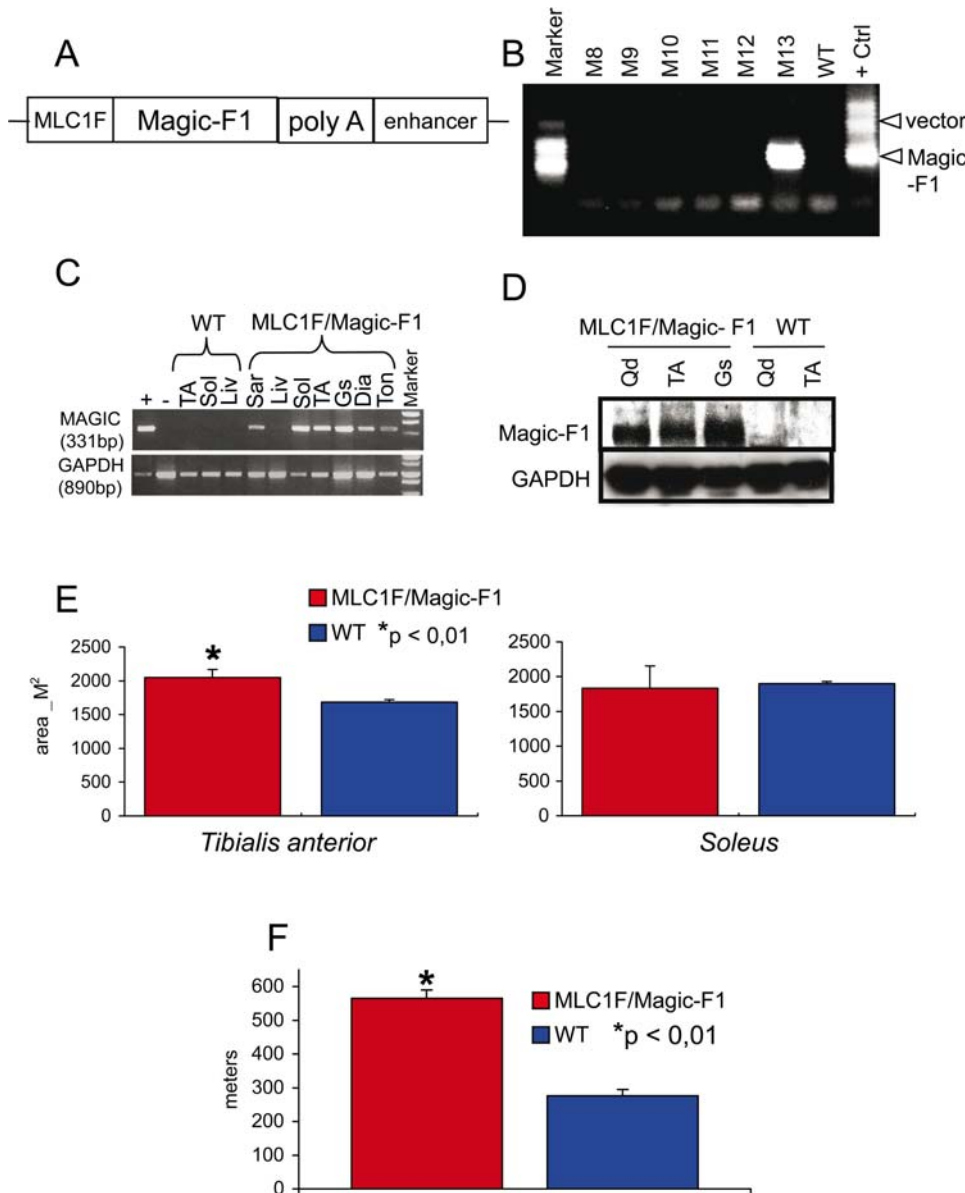 A
MLC1F Magic-F1 poly A enhancer
B
Marker M8 M9 M10 M11 M12 M13 WT + Ctrl
vector
Magic
-F1
C
WT MLC1F/Magic-F1
+ - TA Sol Liv Sar Liv Sol TA Gs Dia Ton Marker
MAGIC
(331bp)
GAPDH
(890bp)
D
MLC1F/Magic- F1 WT
Qd TA Gs Qd TA
Magic-F1
GAPDH
E
MLC1F/Magic-F1
WT *p < 0,01
area _M²
2500
2000
1500
1000
500
0
*
Tibialis anterior
2500
2000
1500
1000
500
0
Soleus
F
meters
600
500
400
300
200
100
0
*
MLC1F/Magic-F1
WT *p < 0,01